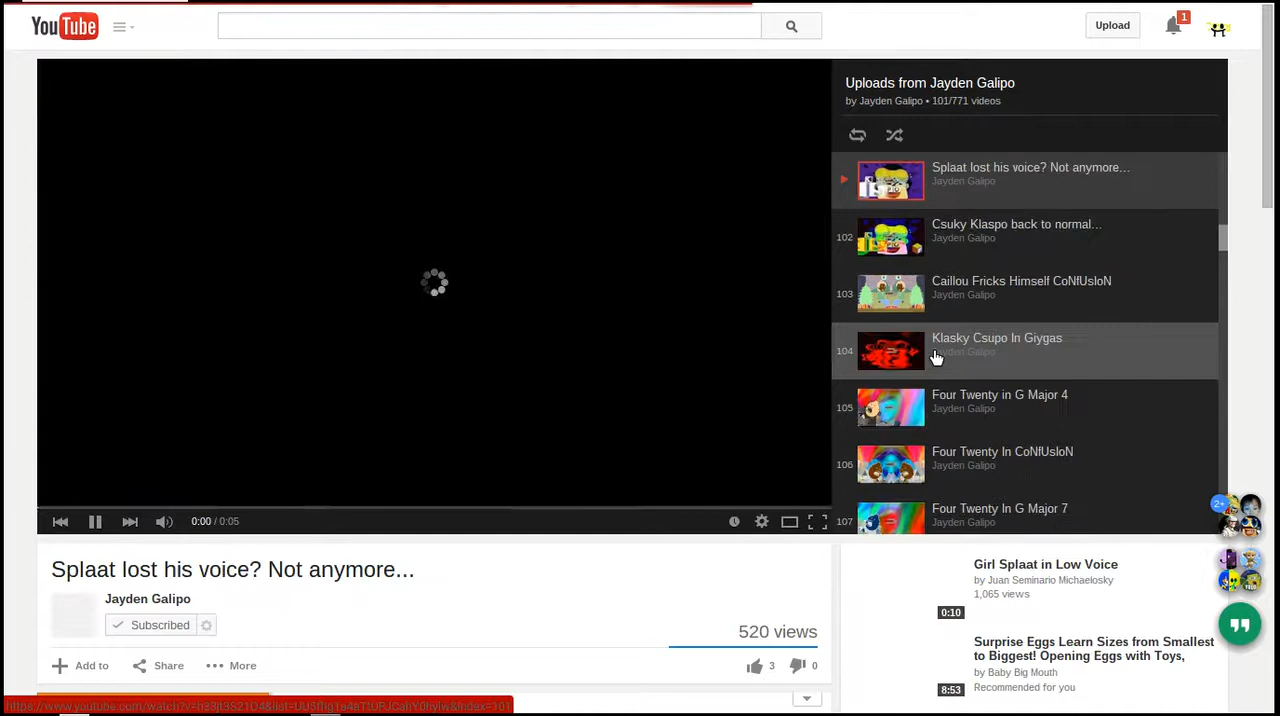 YouTube
Upload
1
Uploads from Jayden Galipo
by Jayden Galipo • 101/771 videos
Splaat lost his voice? Not anymore...
Jayden Galipo
102
Csuky Klaspo back to normal...
Jayden Galipo
103
Caillou Fricks Himself CoNfUsIoN
Jayden Galipo
104
Klasky Csupo In Giygas
Jayden Galipo
105
Four Twenty in G Major 4
Jayden Galipo
106
Four Twenty In CoNfUsIoN
Jayden Galipo
107
Four Twenty In G Major 7
Jayden Galipo
0:00 / 0:05
2+
Splaat lost his voice? Not anymore...
Jayden Galipo
Subscribed
520 views
Add to
Share
More
3
0
Girl Splaat in Low Voice
by Juan Seminario Michaelosky
1,065 views
0:10
Surprise Eggs Learn Sizes from Smallest
to Biggest! Opening Eggs with Toys,
by Baby Big Mouth
Recommended for you
8:53